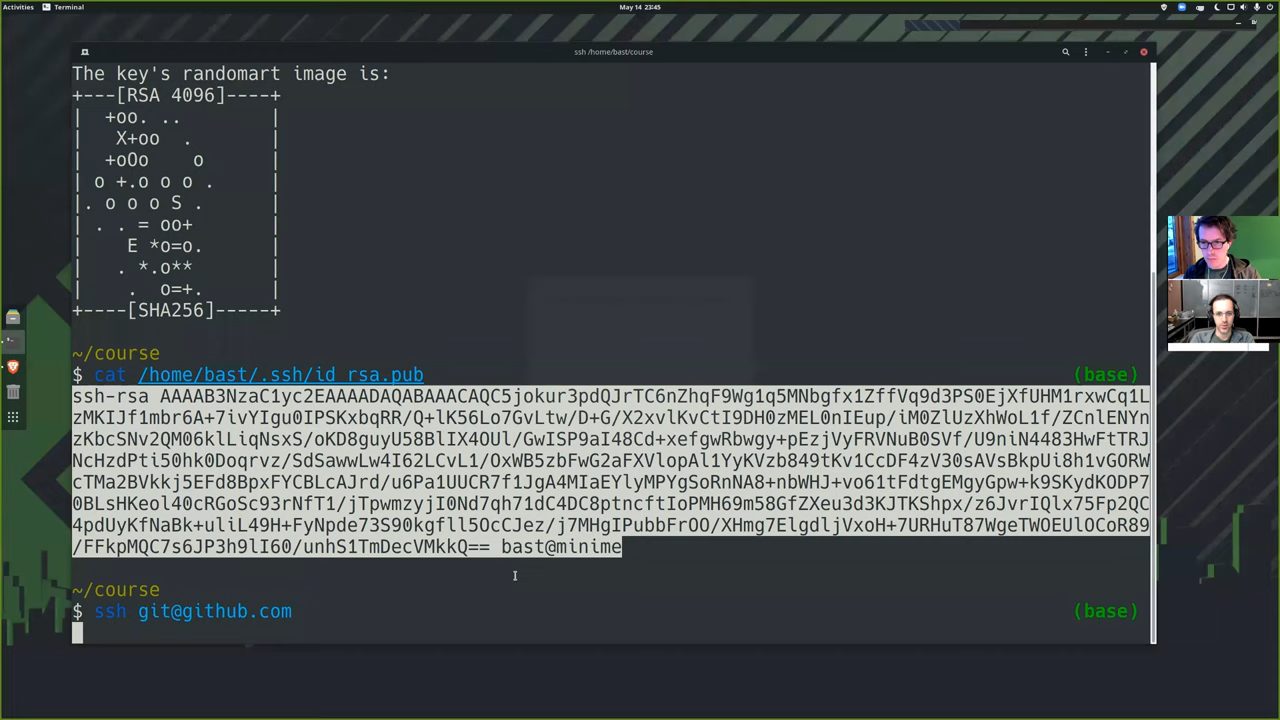 Activities Terminal May 14 23:45
ssh /home/bast/course
The key's randomart image is:
+---[RSA 4096]----+
|  +oo. ..        |
|   X+oo  .       |
|  +oOo    o      |
| o +.o o o .     |
|. o o o S .      |
| . . = oo+       |
|    E *o=o.      |
|   . *.o**       |
|    .  o=+.      |
+----[SHA256]-----+
~/course
$ cat /home/bast/.ssh/id_rsa.pub (base)
ssh-rsa AAAAB3NzaC1yc2EAAAADAQABAAACAQC5jokur3pdQJrTC6nZhqF9Wg1q5MNbgfx1ZffVq9d3PS0EjXfUHM1rxwCq1L
zMKIJf1mbr6A+7ivYIgu0IPSKxbqRR/Q+lK56Lo7GvLtw/D+G/X2xvlKvCtI9DH0zMEL0nIEup/iM0ZlUzXhWoL1f/ZCnlENYn
zKbcSNv2QM06klLiqNsxS/oKD8guyU58BlIX4OUl/GwISP9aI48Cd+xefgwRbwgy+pEzjVyFRVNuB0SVf/U9niN4483HwFtTRJ
NcHzdPti50hk0Doqrvz/SdSawwLw4I62LCvL1/OxWB5zbFwG2aFXVlopAl1YyKVzb849tKv1CcDF4zV30sAVsBkpUi8h1vGORW
cTMa2BVkkj5EFd8BpxFYCBLcAJrd/u6Pa1UUCR7f1JgA4MIaEYlyMPYgSoRnNA8+nbWHJ+vo61tFdtgEMgyGpw+k9SKydKODP7
0BLsHKeol40cRGoSc93rNfT1/jTpwmzyjI0Nd7qh71dC4DC8ptncftIoPMH69m58GfZXeu3d3KJTKShpx/z6JvrIQlx75Fp2QC
4pdUyKfNaBk+uliL49H+FyNpde73S90kgfll5OcCJez/j7MHgIPubbFrOO/XHmg7ElgdljVxoH+7URHuT87WgeTWOEUlOCoR89
/FFkpMQC7s6JP3h9lI60/unhS1TmDecVMkkQ== bast@minime
~/course
$ ssh git@github.com (base)